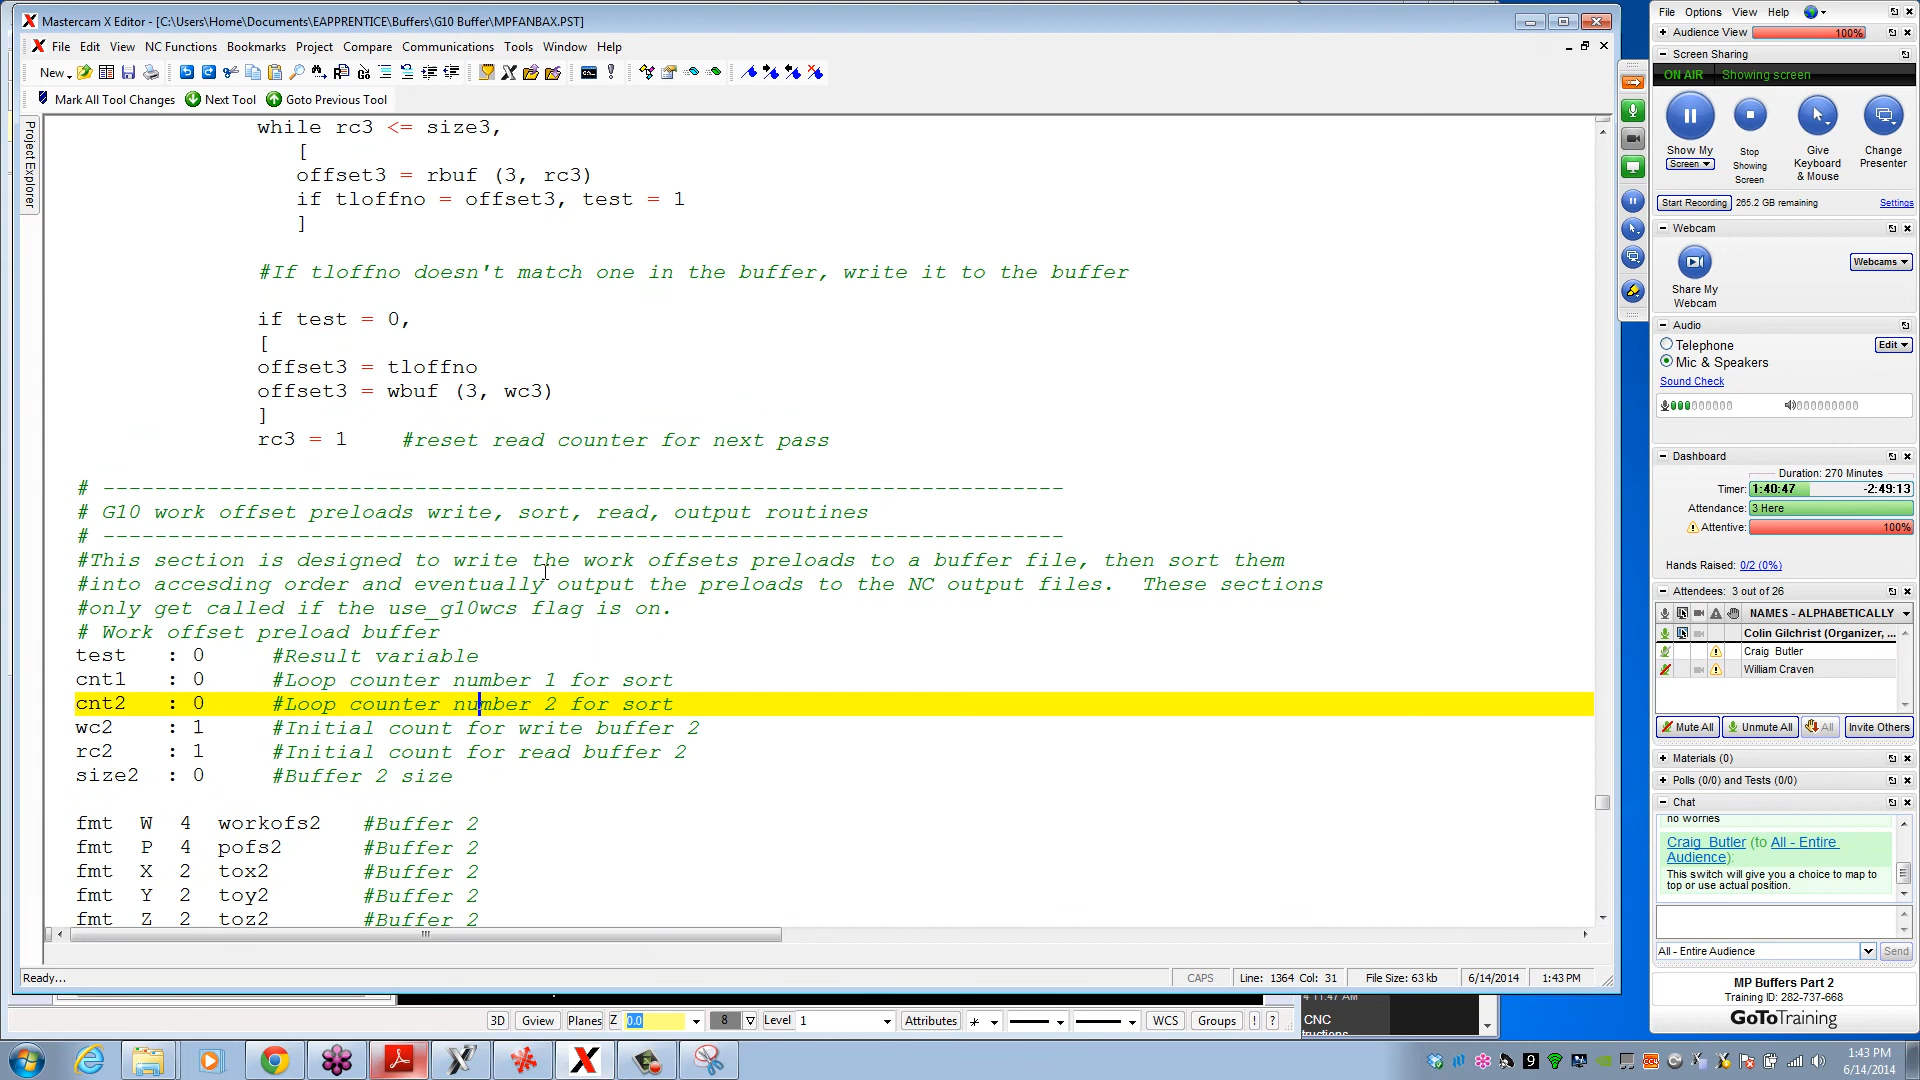 Mastercam X Editor - [C:\Users\Home\Documents\EAPPRENTICE\Buffers\G10 Buffer\MPFANBAX.PST]
File Edit View NC Functions Bookmarks Project Compare Communications Tools Window Help
New
Mark All Tool Changes Next Tool Goto Previous Tool
Project Explorer
while rc3 <= size3,
[
offset3 = rbuf (3, rc3)
if tloffno = offset3, test = 1
]
#If tloffno doesn't match one in the buffer, write it to the buffer
if test = 0,
[
offset3 = tloffno
offset3 = wbuf (3, wc3)
]
rc3 = 1 #reset read counter for next pass
# --------------------------------------------------------------------------
# G10 work offset preloads write, sort, read, output routines
# --------------------------------------------------------------------------
#This section is designed to write the work offsets preloads to a buffer file, then sort them
#into accesding order and eventually output the preloads to the NC output files. These sections
#only get called if the use_g10wcs flag is on.
# Work offset preload buffer
test : 0 #Result variable
cnt1 : 0 #Loop counter number 1 for sort
cnt2 : 0 #Loop counter number 2 for sort
wc2 : 1 #Initial count for write buffer 2
rc2 : 1 #Initial count for read buffer 2
size2 : 0 #Buffer 2 size
fmt W 4 workofs2 #Buffer 2
fmt P 4 pofs2 #Buffer 2
fmt X 2 tox2 #Buffer 2
fmt Y 2 toy2 #Buffer 2
fmt Z 2 toz2 #Buffer 2
Ready...
CAPS Line: 1364 Col: 31 File Size: 63 kb 6/14/2014 1:43 PM
3D Gview Planes Z 0.0 8 Level 1 Attributes WCS Groups ! ?
4 11:47 AM
CNC
tructions
File Options View Help
Audience View 100%
Screen Sharing
ON AIR Showing screen
Show My
Screen
Stop
Showing
Screen
Give
Keyboard
& Mouse
Change
Presenter
Start Recording 265.2 GB remaining Settings
Webcam
Webcams
Share My
Webcam
Audio
Telephone
Edit
Mic & Speakers
Sound Check
Dashboard
Duration: 270 Minutes
Timer: 1:40:47 -2:49:13
Attendance: 3 Here
Attentive: 100%
Hands Raised: 0/2 (0%)
Attendees: 3 out of 26
NAMES - ALPHABETICALLY
Colin Gilchrist (Organizer, ...
Craig Butler
William Craven
Mute All Unmute All All Invite Others
Materials (0)
Polls (0/0) and Tests (0/0)
Chat
no worries
Craig Butler (to All - Entire
Audience):
This switch will give you a choice to map to
top or use actual position.
All - Entire Audience Send
MP Buffers Part 2
Training ID: 282-737-668
GoToTraining
1:43 PM
6/14/2014